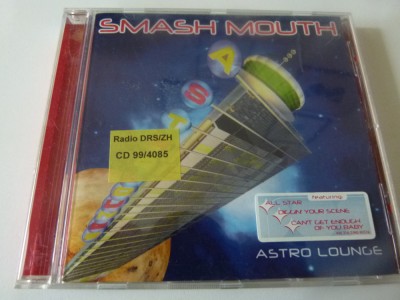 SMASH MOUTH
A
S
Radio DRS/ZH
CD 99/4085
featuring:
ALL STAR
DIGGIN' YOUR SCENE
CAN'T GET ENOUGH
OF YOU BABY
ASTRO LOUNGE